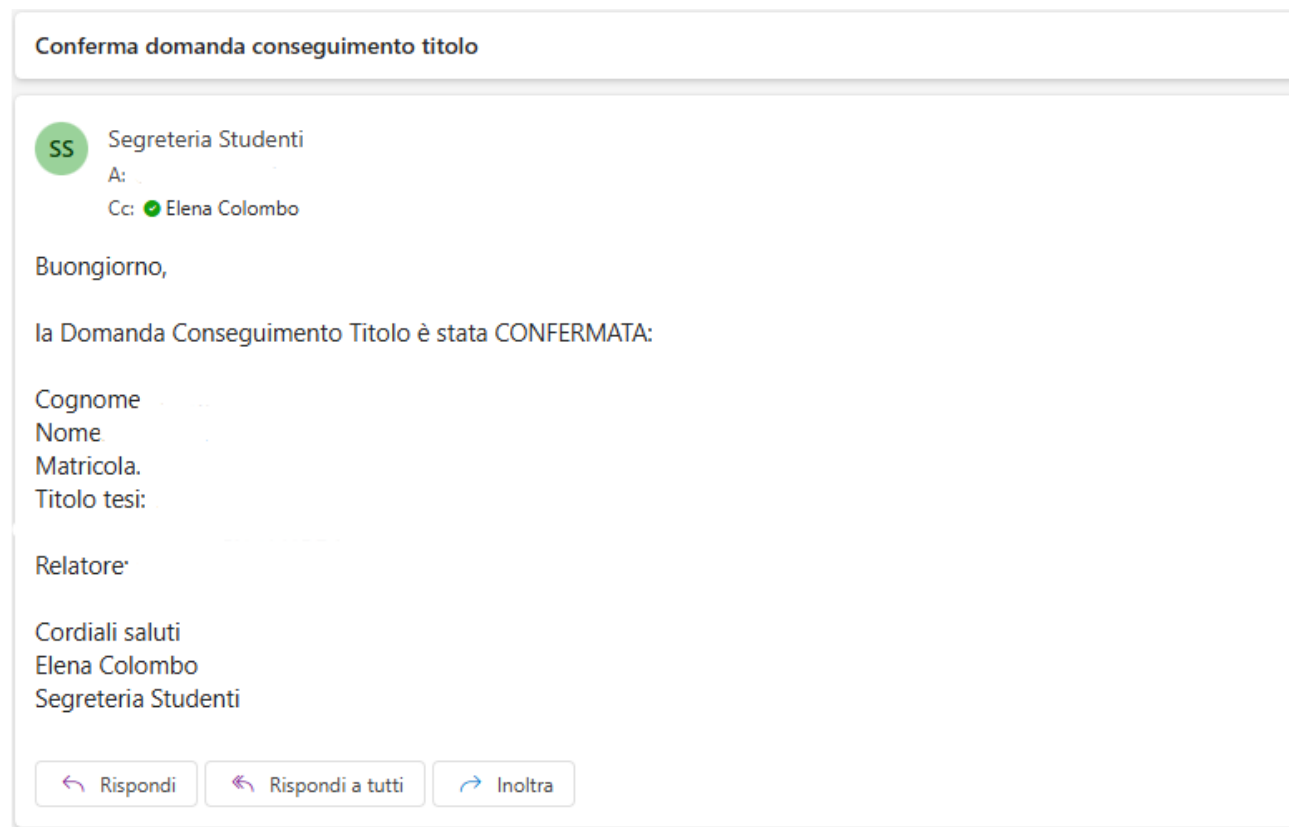 Conferma domanda conseguimento titolo
SS
Segreteria Studenti
A:
Cc: Elena Colombo
Buongiorno,
la Domanda Conseguimento Titolo è stata CONFERMATA:
Cognome
Nome
Matricola.
Titolo tesi:
Relatore
Cordiali saluti
Elena Colombo
Segreteria Studenti
Rispondi Rispondi a tutti Inoltra